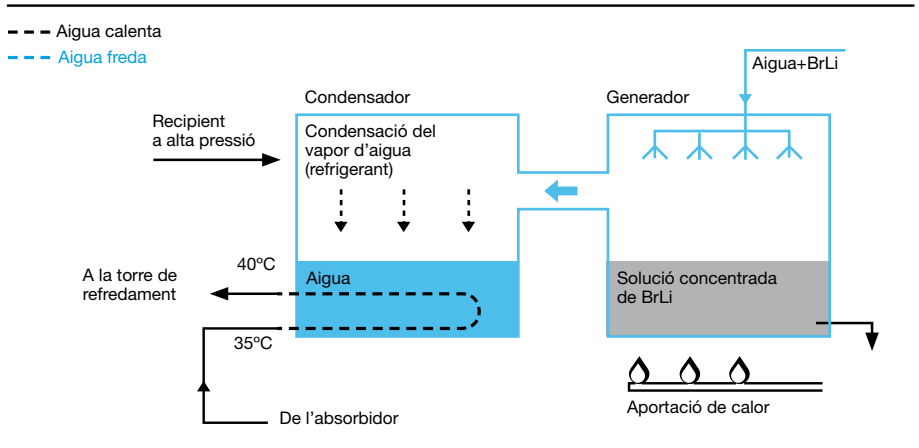 Aigua calenta
Aigua freda
Aigua+BrLi
Condensador
Generador
Recipient
a alta pressió
Condensació del
vapor d'aigua
(refrigerant)
40ºC
A la torre de
refredament
Aigua
Solució concentrada
de BrLi
35ºC
Aportació de calor
De l'absorbidor